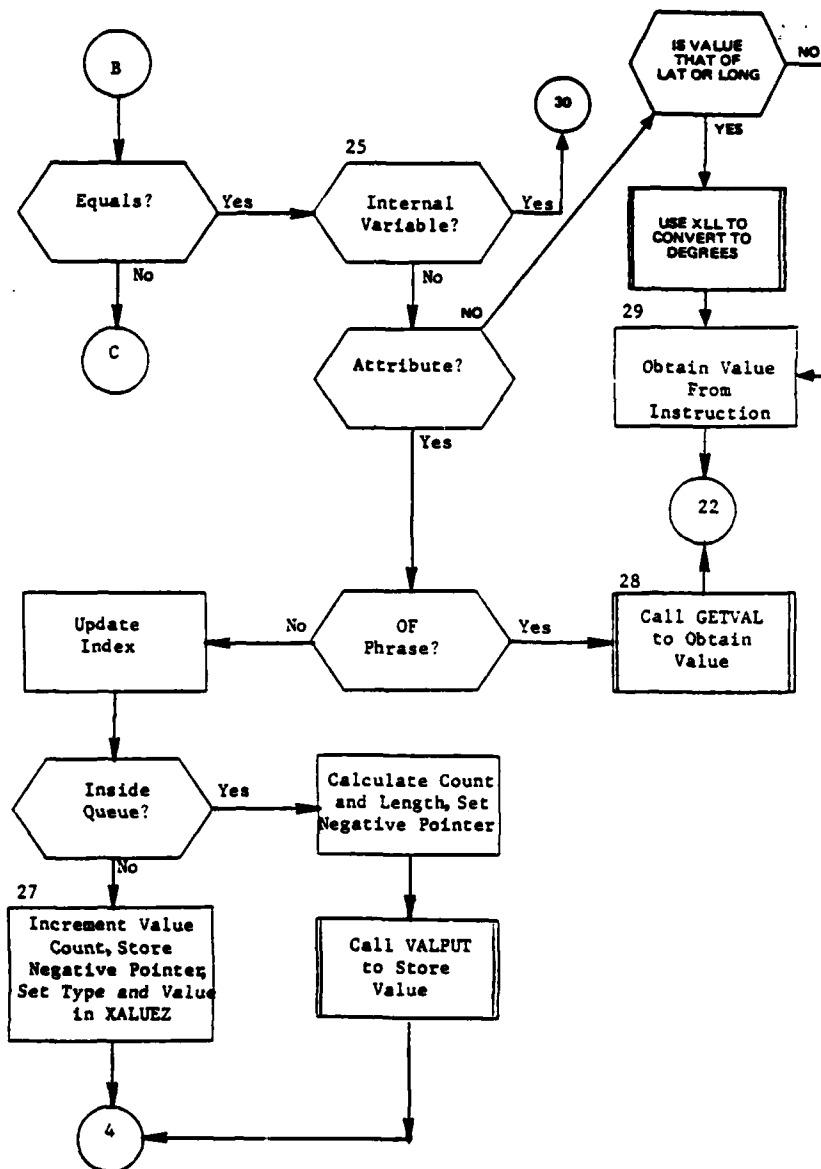 B
Equals?
Yes
No
C
25
Internal
Variable?
Yes
30
No
Attribute?
NO
Yes
IS VALUE
THAT OF
LAT OR LONG
NO
YES
USE XLL TO
CONVERT TO
DEGREES
29
Obtain Value
From
Instruction
22
28
Call GETVAL
to Obtain
Value
OF
Phrase?
Yes
No
Update
Index
Inside
Queue?
Yes
No
Calculate Count
and Length, Set
Negative Pointer
Call VALPUT
to Store
Value
27
Increment Value
Count, Store
Negative Pointer,
Set Type and Value
in XALUEZ
4